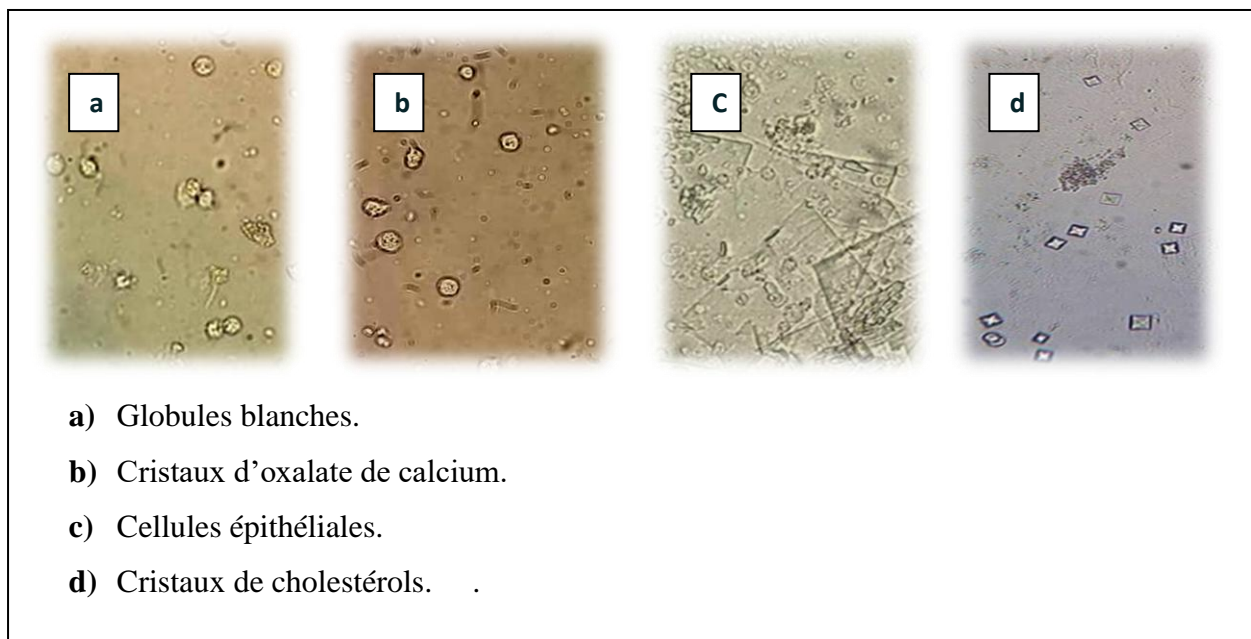 a b C d
a) Globules blanches.
b) Cristaux d’oxalate de calcium.
c) Cellules épithéliales.
d) Cristaux de cholestérols. .